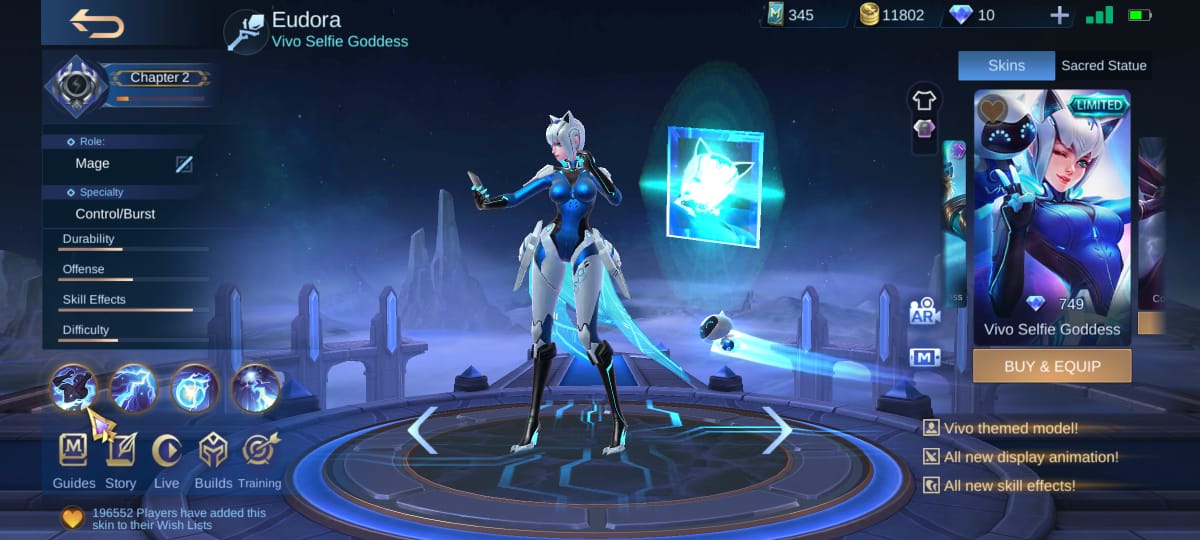 Eudora
Vivo Selfie Goddess
345
11802
10
Chapter 2
Role:
Mage
Specialty
Control/Burst
Durability
Offense
Skill Effects
Difficulty
Guides
Story
Live
Builds
Training
196552 Players have added this
skin to their Wish Lists
Skins
Sacred Statue
LIMITED
AR
M
749
Vivo Selfie Goddess
BUY & EQUIP
Vivo themed model!
All new display animation!
All new skill effects!